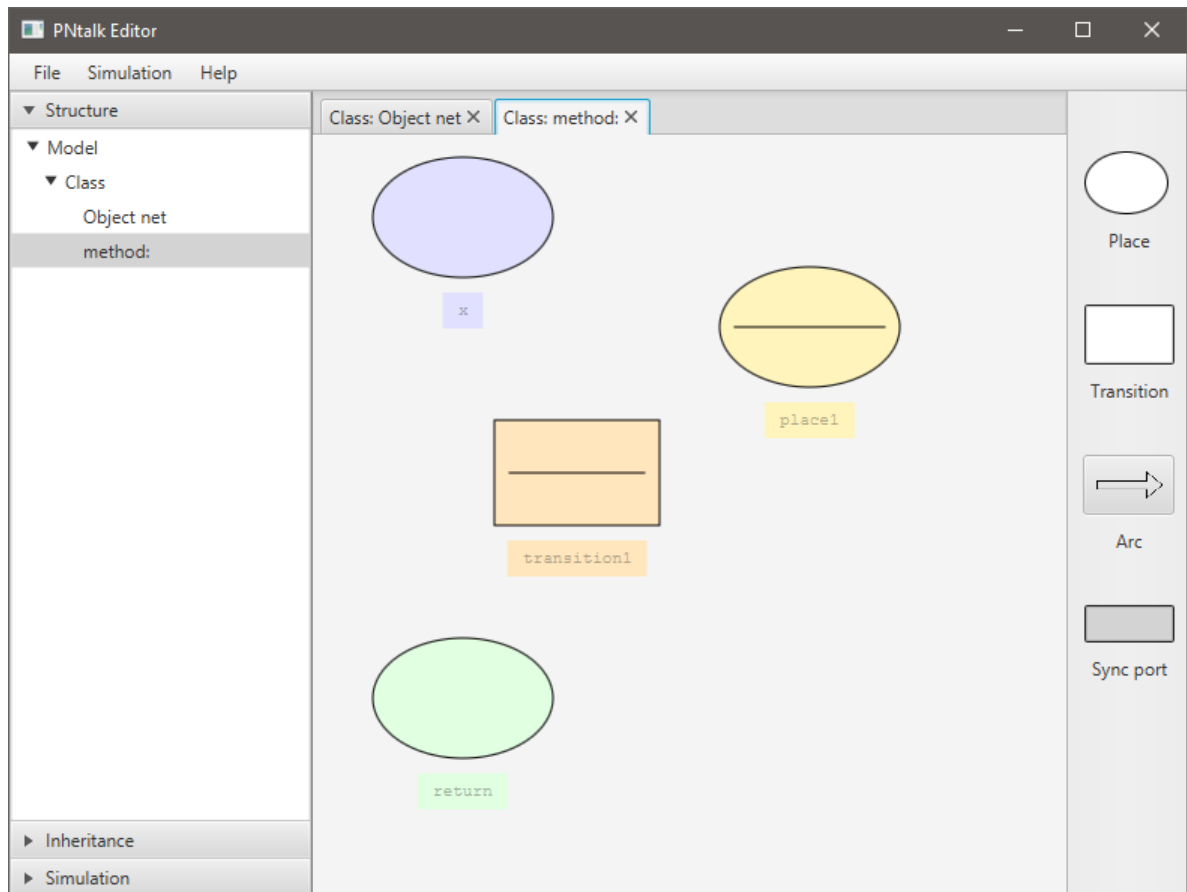 PNtalk Editor
File Simulation Help
Structure
Model
Class
Object net
method:
Inheritance
Simulation
Class: Object net
Class: method:
x
place1
transition1
return
Place
Transition
Arc
Sync port